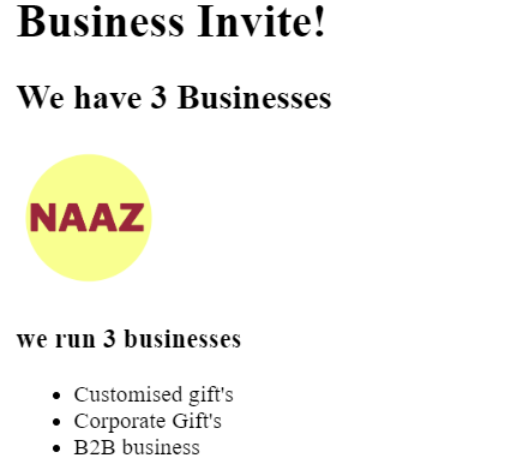 Business Invite!
We have 3 Businesses
NAAZ
we run 3 businesses
Customised gift's
Corporate Gift's
B2B business